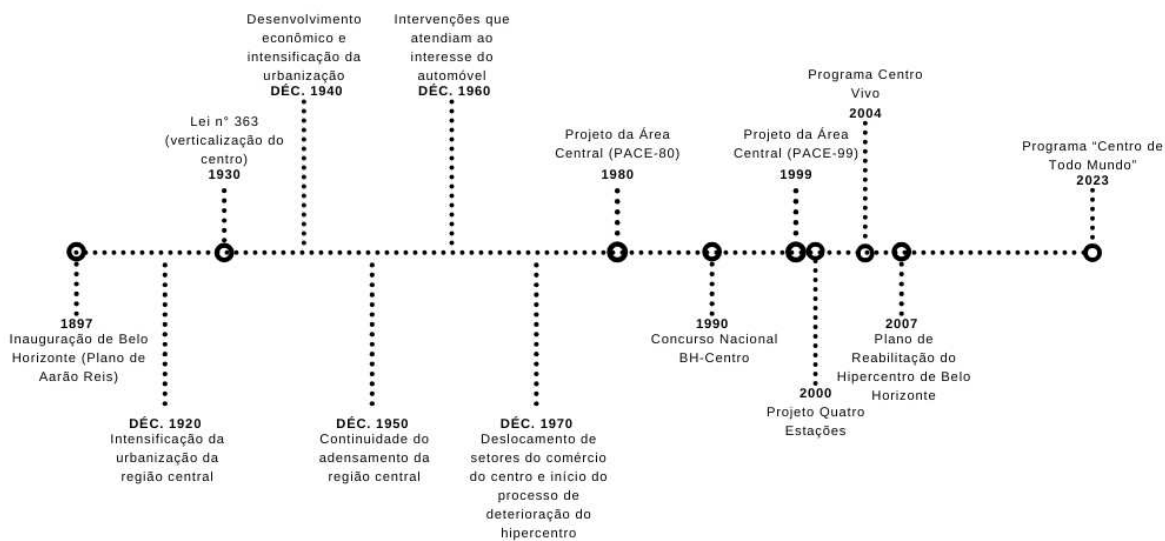 Desenvolvimento
econômico e
intensificação da
urbanização
DÉC. 1940
Intervenções que
atendiam ao
interesse do
automóvel
DÉC. 1960
Lei n° 363
(verticalização do
centro)
1930
Projeto da Área
Central (PACE-80)
1980
Projeto da Área
Central (PACE-99)
1999
Programa Centro
Vivo
2004
Programa “Centro de
Todo Mundo”
2023
1897
Inauguração de Belo
Horizonte (Plano de
Aarão Reis)
DÉC. 1920
Intensificação da
urbanização da
região central
DÉC. 1950
Continuidade do
adensamento da
região central
DÉC. 1970
Deslocamento de
setores do comércio
do centro e início do
processo de
deterioração do
hipercentro
1990
Concurso Nacional
BH-Centro
2000
Projeto Quatro
Estações
2007
Plano de
Reabilitação do
Hipercentro de Belo
Horizonte